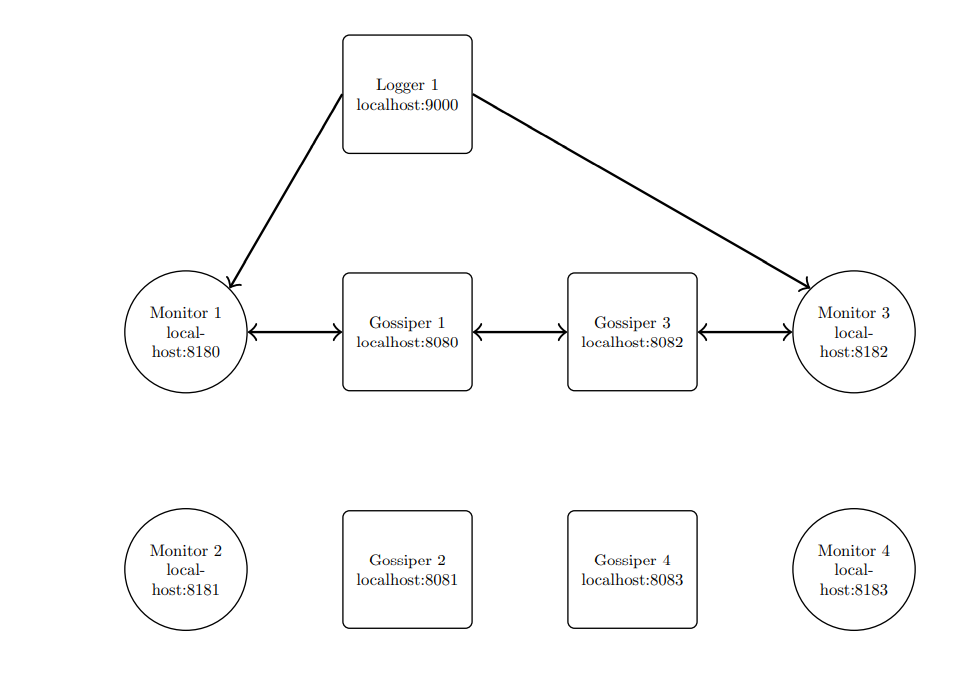 Logger 1
localhost:9000
Monitor 1
local-
host:8180
Gossiper 1
localhost:8080
Gossiper 3
localhost:8082
Monitor 3
local-
host:8182
Monitor 2
local-
host:8181
Gossiper 2
localhost:8081
Gossiper 4
localhost:8083
Monitor 4
local-
host:8183